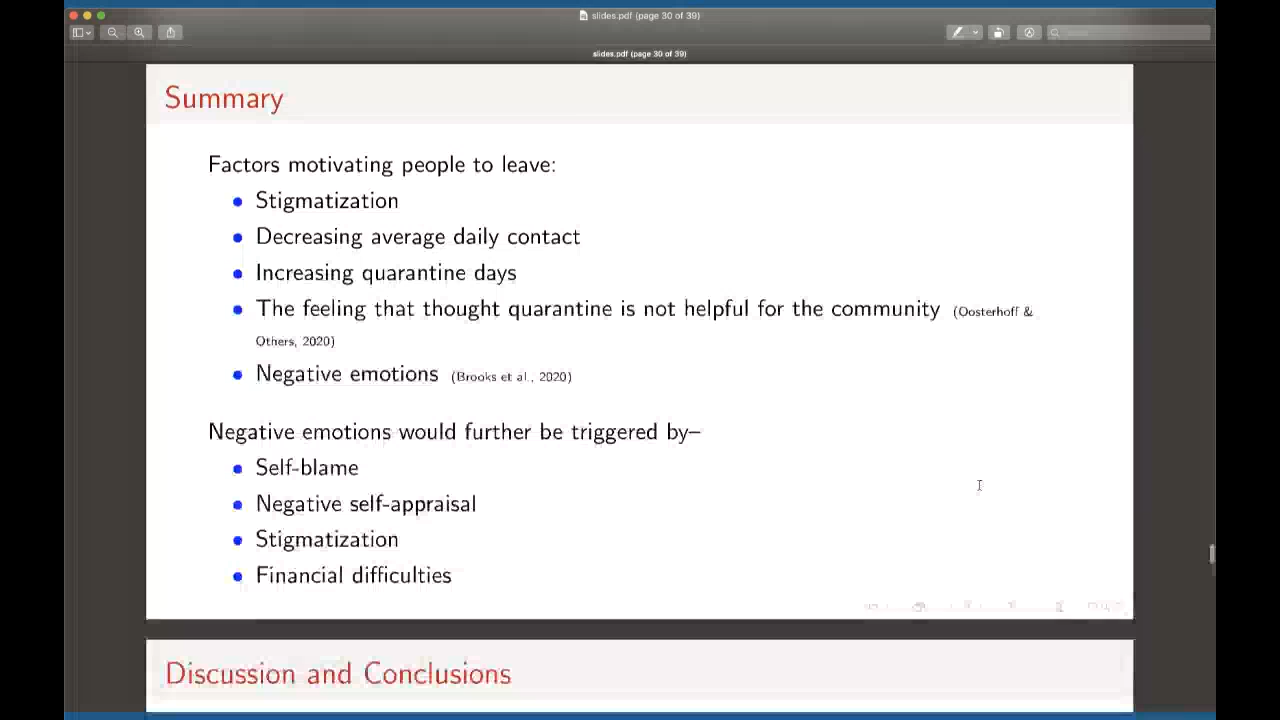 slides.pdf (page 30 of 39)
slides.pdf (page 30 of 39)
Summary
Factors motivating people to leave:
Stigmatization
Decreasing average daily contact
Increasing quarantine days
The feeling that thought quarantine is not helpful for the community (Oosterhoff &
Others, 2020)
Negative emotions (Brooks et al., 2020)
Negative emotions would further be triggered by–
Self-blame
Negative self-appraisal
Stigmatization
Financial difficulties
Discussion and Conclusions